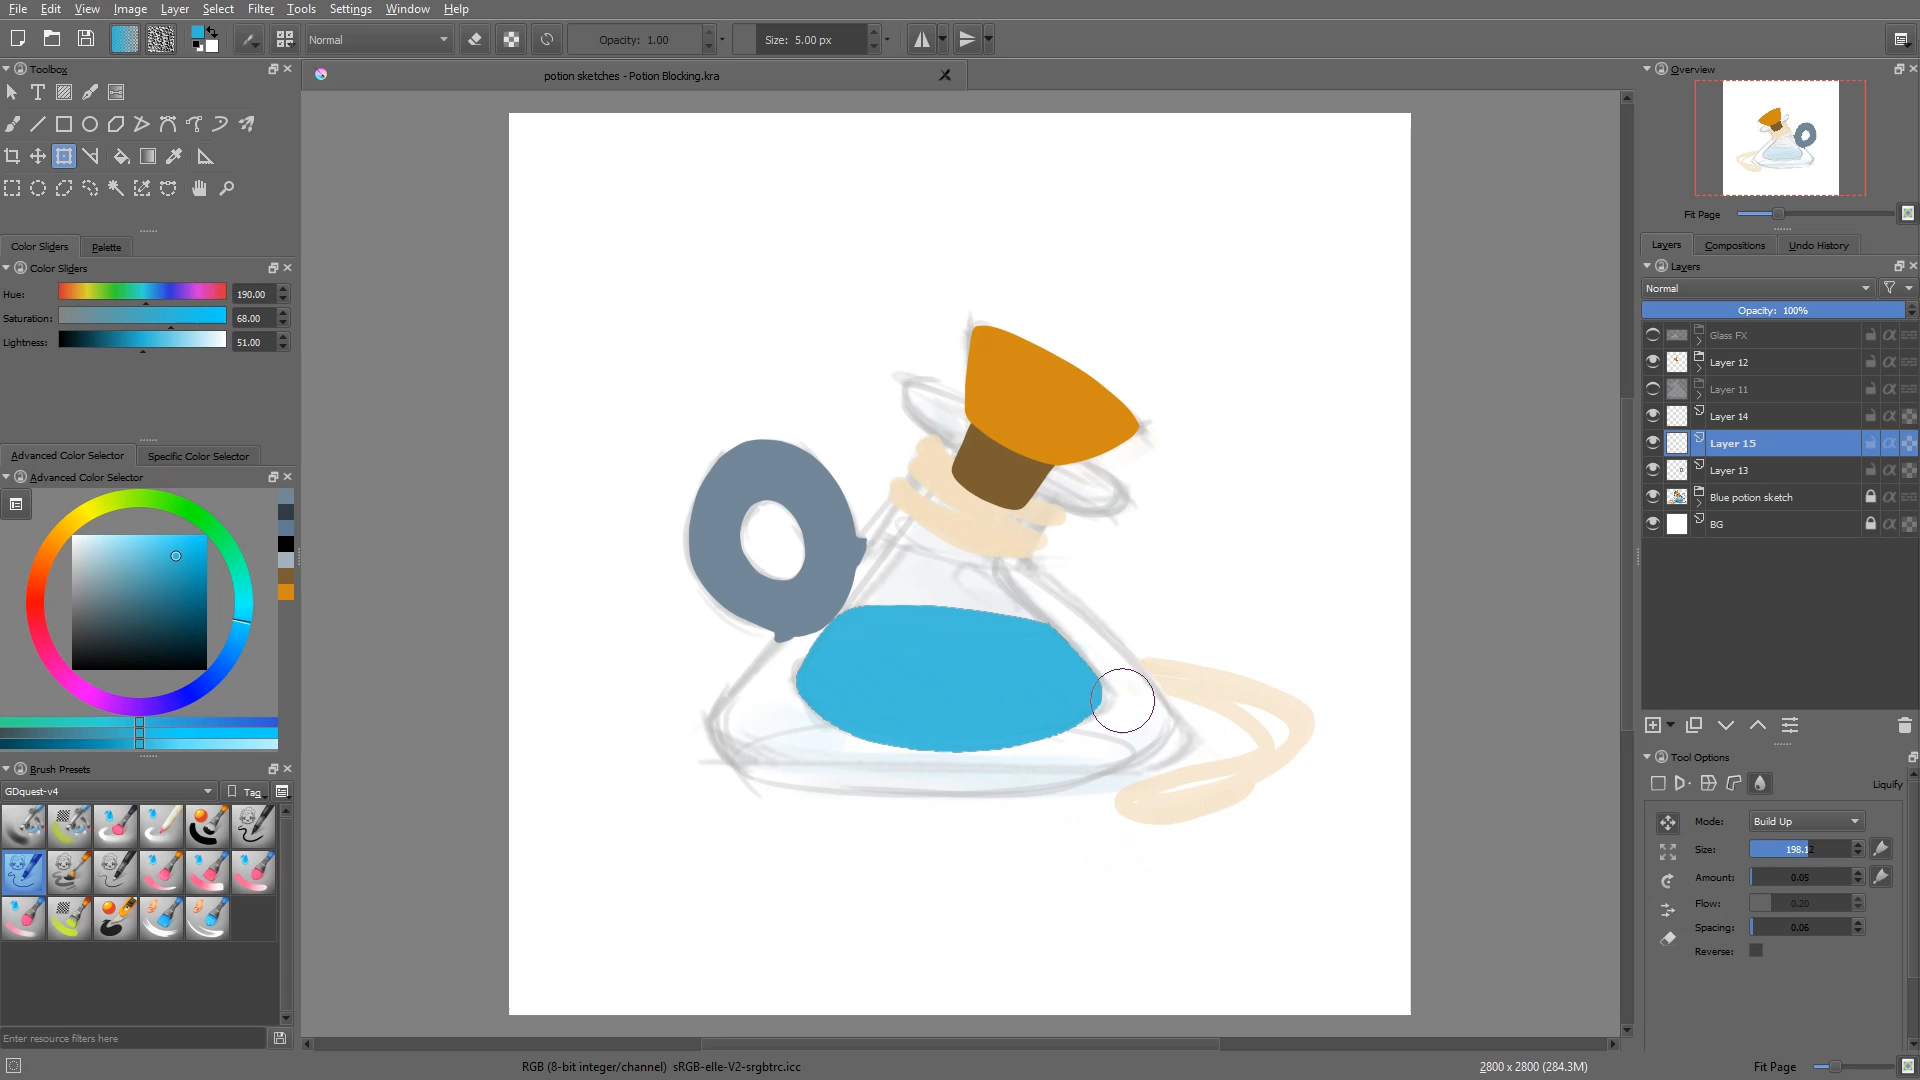 File Edit View Image Layer Select Filter Tools Settings Window Help
Normal Opacity: 1.00 Size: 5.00 px
Toolbox
potion sketches - Potion Blocking.kra
Overview
Fit Page
Color Sliders Palette
Color Sliders
Hue: 190.00
Saturation: 68.00
Lightness: 51.00
Layers Compositions Undo History
Layers
Normal
Opacity: 100%
Glass FX
Layer 12
Layer 11
Layer 14
Layer 15
Layer 13
Blue potion sketch
BG
Advanced Color Selector Specific Color Selector
Advanced Color Selector
Brush Presets
GDquest-v4 Tag
Enter resource filters here
Tool Options
Liquify
Mode: Build Up
Size: 198.12
Amount: 0.05
Flow: 0.20
Spacing: 0.06
Reverse:
RGB (8-bit integer/channel) sRGB-elle-V2-srgbtrc.icc
2800 x 2800 (284.3M)
Fit Page